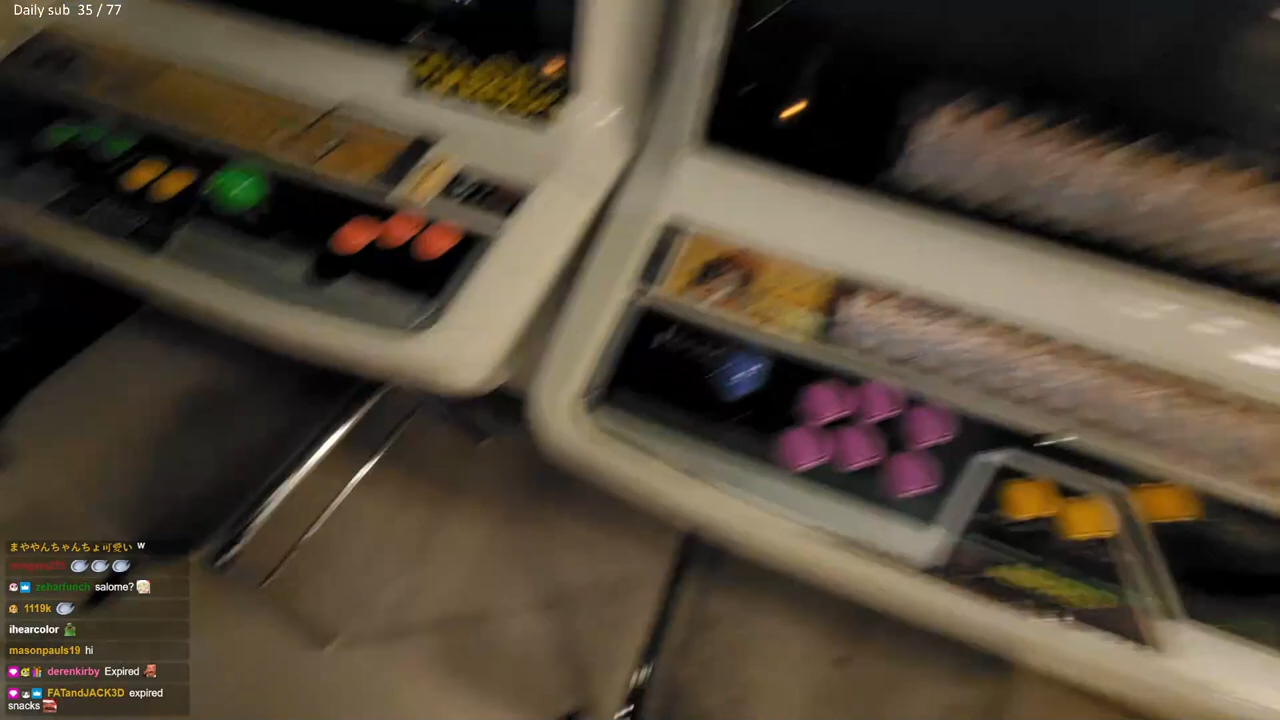 Daily sub 35 / 77
まややんちゃんちょ可愛い w
zeharfunch salome?
1119k
ihearcolor
masonpauls19 hi
derenkirby Expired
FATandJACK3D expired
snacks